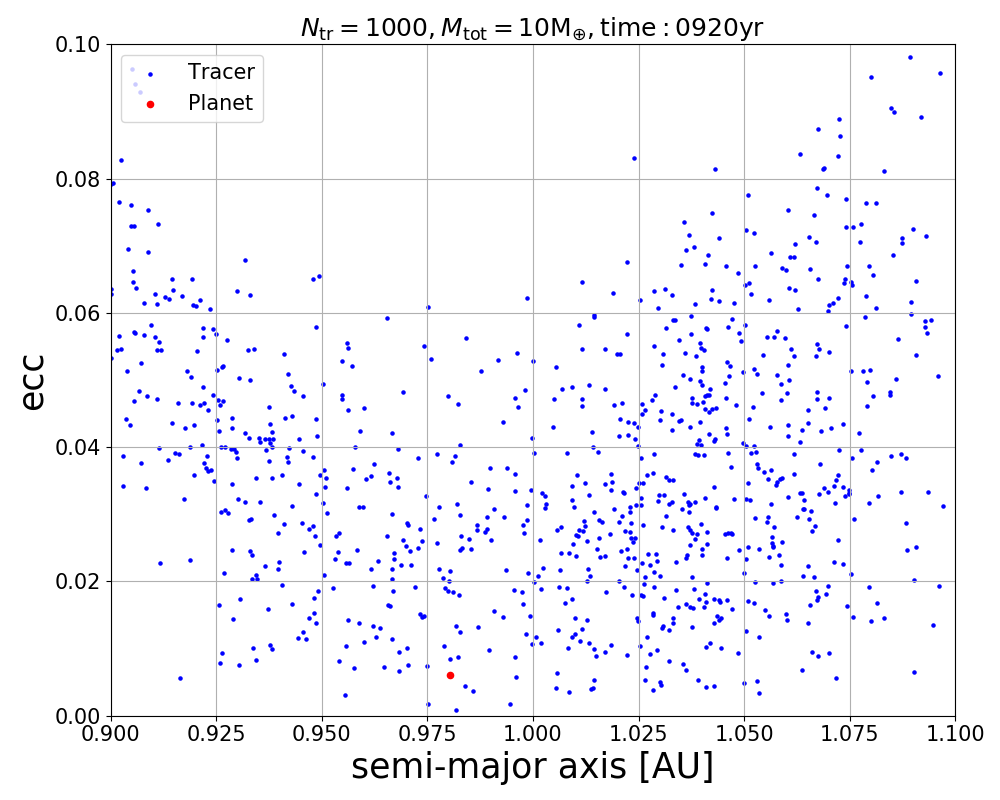 N_tr = 1000, M_tot = 10M_⊕, time : 0920yr
Tracer
Planet
ecc
0.10
0.08
0.06
0.04
0.02
0.00
0.900 0.925 0.950 0.975 1.000 1.025 1.050 1.075 1.100
semi-major axis [AU]